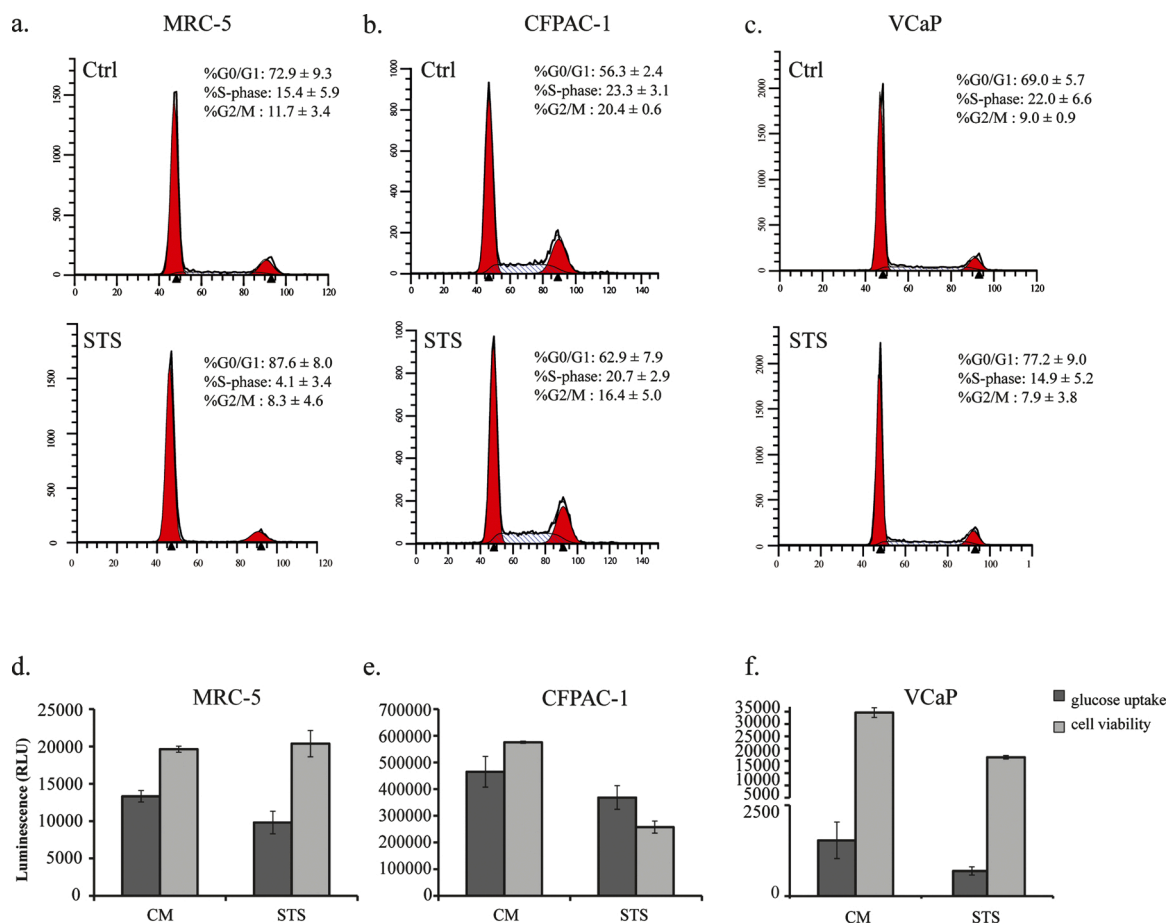 a.
MRC-5
Ctrl
%G0/G1: 72.9 ± 9.3
%S-phase: 15.4 ± 5.9
%G2/M : 11.7 ± 3.4
1500
1000
500
0
0
20
40
60
80
100
120
STS
%G0/G1: 87.6 ± 8.0
%S-phase: 4.1 ± 3.4
%G2/M : 8.3 ± 4.6
1500
1000
500
0
0
20
40
60
80
100
120
b.
CFPAC-1
Ctrl
%G0/G1: 56.3 ± 2.4
%S-phase: 23.3 ± 3.1
%G2/M : 20.4 ± 0.6
1000
800
600
400
200
0
0
20
40
60
80
100
120
140
STS
%G0/G1: 62.9 ± 7.9
%S-phase: 20.7 ± 2.9
%G2/M : 16.4 ± 5.0
1000
800
600
400
200
0
0
20
40
60
80
100
120
140
c.
VCaP
Ctrl
%G0/G1: 69.0 ± 5.7
%S-phase: 22.0 ± 6.6
%G2/M : 9.0 ± 0.9
2000
1500
1000
500
0
0
20
40
60
80
100
120
STS
%G0/G1: 77.2 ± 9.0
%S-phase: 14.9 ± 5.2
%G2/M : 7.9 ± 3.8
2000
1500
1000
500
0
0
20
40
60
80
100
1
d.
MRC-5
Luminescence (RLU)
25000
20000
15000
10000
5000
0
CM
STS
e.
CFPAC-1
700000
600000
500000
400000
300000
200000
100000
0
CM
STS
f.
VCaP
35000
30000
25000
20000
15000
10000
5000
2500
0
CM
STS
glucose uptake
cell viability